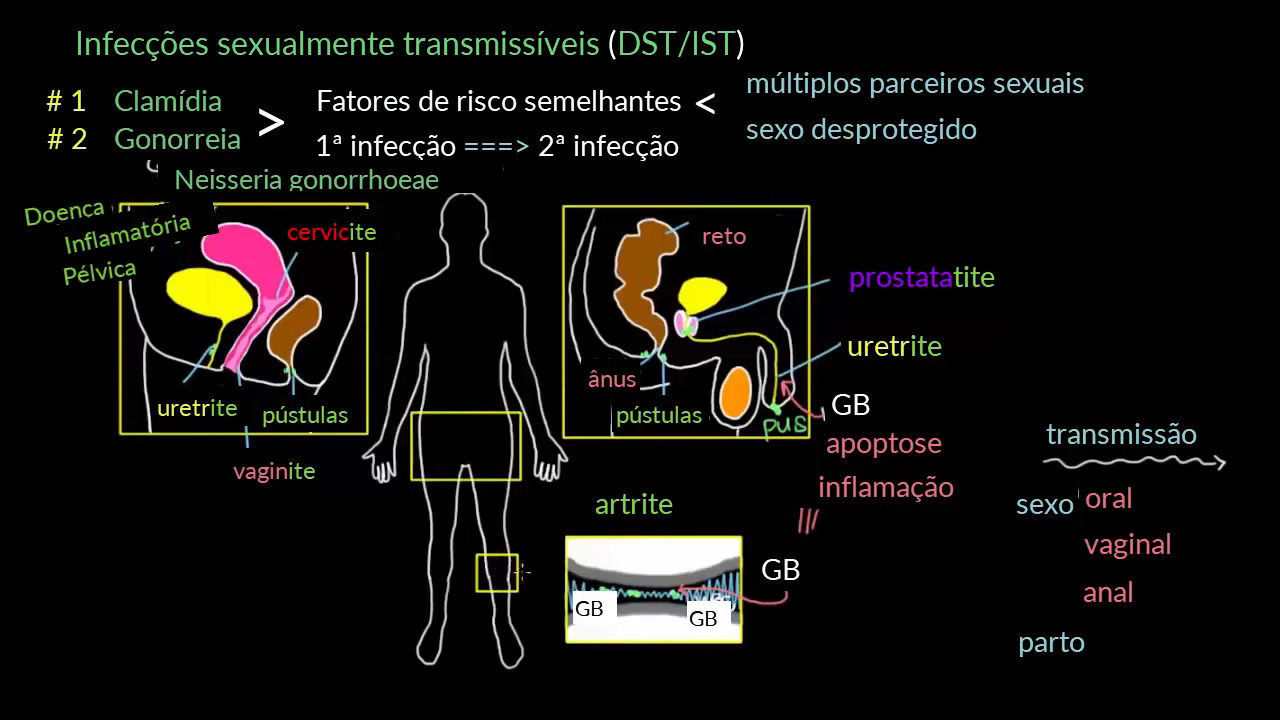 Infecções sexualmente transmissíveis (DST/IST)
# 1 Clamídia
# 2 Gonorreia
>
Fatores de risco semelhantes <
1ª infecção ===> 2ª infecção
múltiplos parceiros sexuais
sexo desprotegido
Neisseria gonorrhoeae
Doenca
Inflamatória
Pélvica
cervicite
uretrite
pústulas
vaginite
reto
prostatatite
uretrite
ânus
pústulas
pus
GB
apoptose
inflamação
artrite
GB
GB
GB
transmissão
sexo oral
vaginal
anal
parto